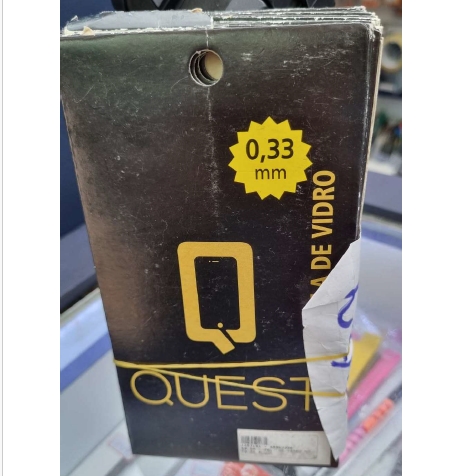 0,33
mm
A DE VIDRO
QUEST